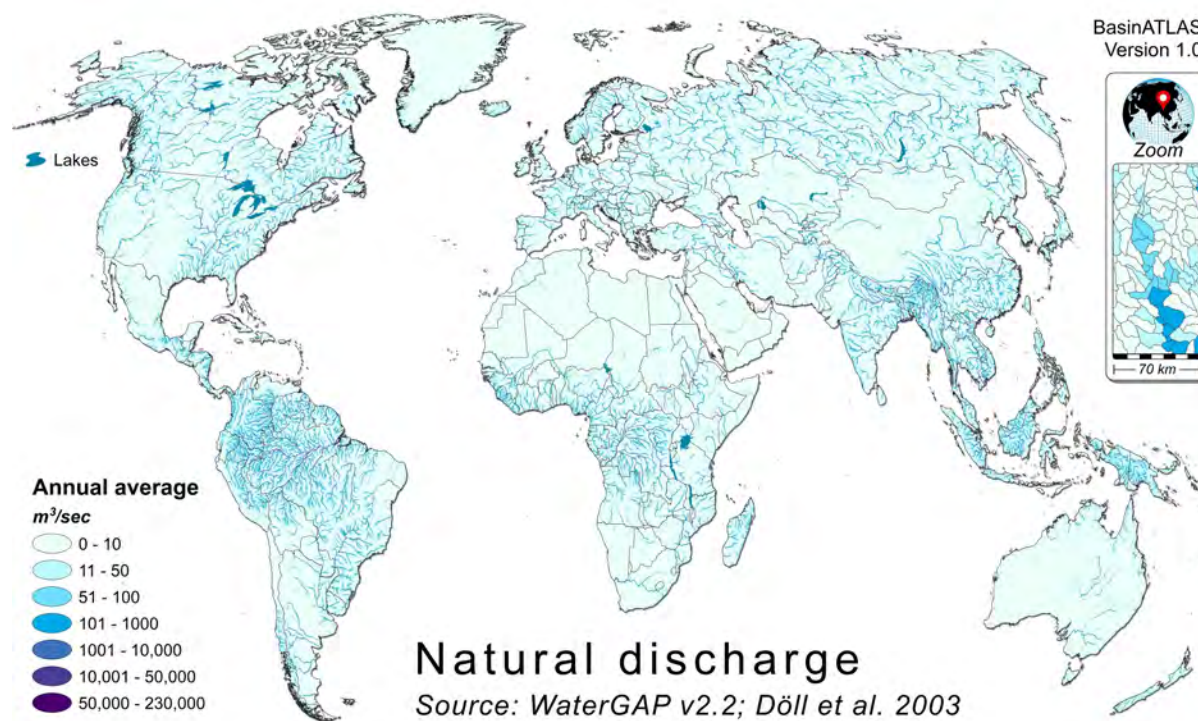 BasinATLAS
Version 1.0
Zoom
70 km
Lakes
Annual average
m³/sec
0 - 10
11 - 50
51 - 100
101 - 1000
1001 - 10,000
10,001 - 50,000
50,000 - 230,000
Natural discharge
Source: WaterGAP v2.2; Döll et al. 2003